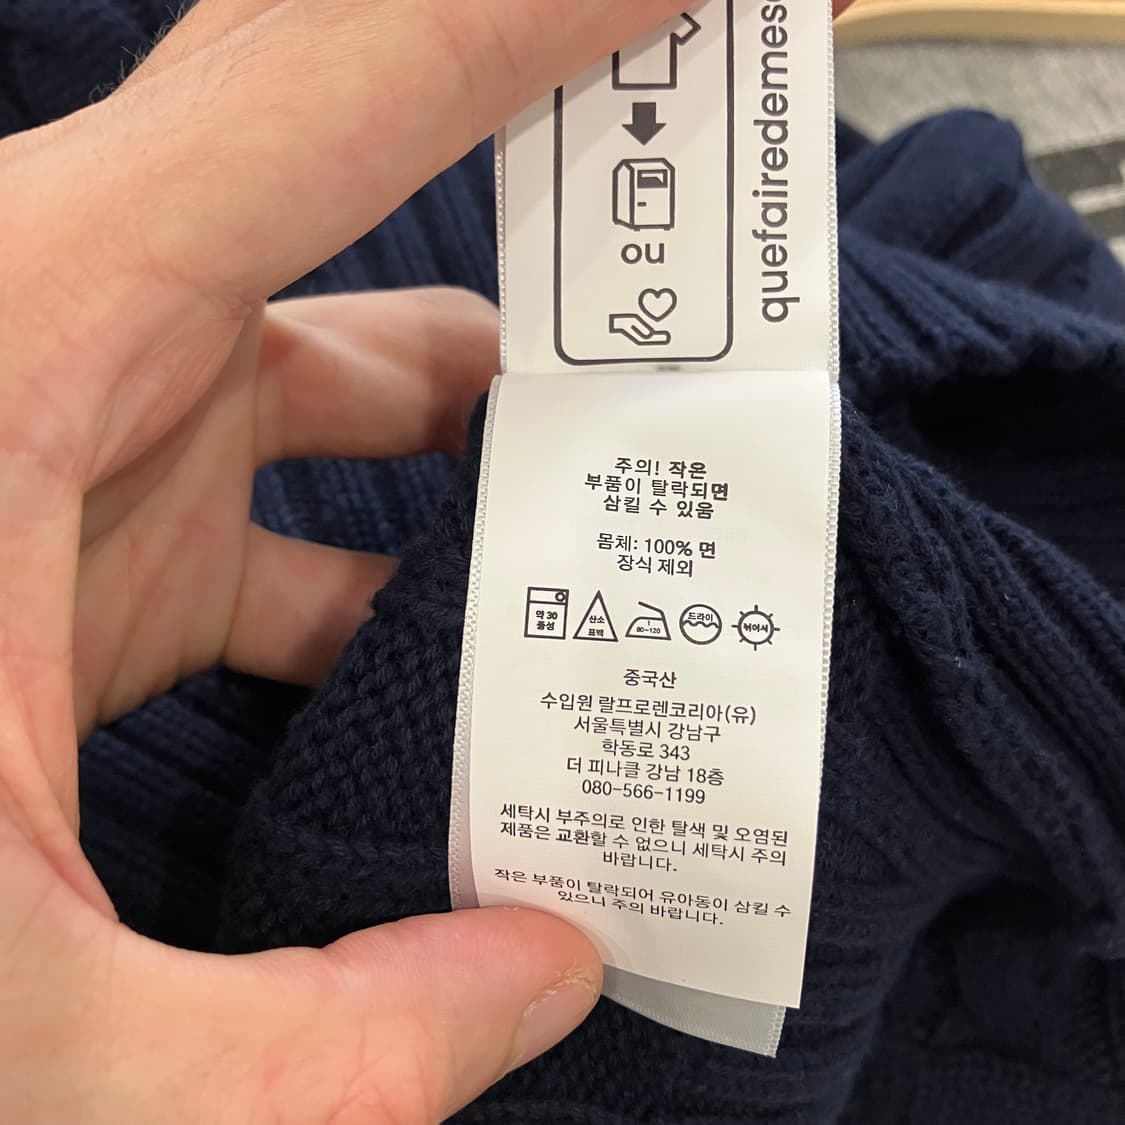 ou
quefairedemes
주의! 작은
부품이 탈락되면
삼킬 수 있움
몸체: 100% 면
장식 제외
약 30
중성
산소
표백
1
80~120
드라이
뉘어서
중국산
수입원 랄프로렌코리아(유)
서울특별시 강남구
학동로 343
더 피나클 강남 18층
080-566-1199
세탁시 부주의로 인한 탈색 및 오염된
제품은 교환할 수 없으니 세탁시 주의
바랍니다.
작은 부품이 탈락되어 유아동이 삼킬 수
있으니 주의 바랍니다.